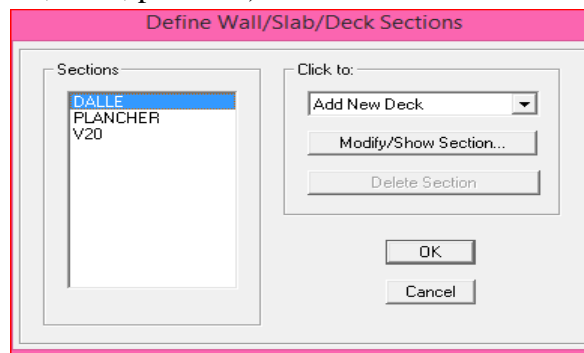 Define Wall/Slab/Deck Sections
Sections
DALLE
PLANCHER
V20
Click to:
Add New Deck
Modify/Show Section...
Delete Section
OK
Cancel